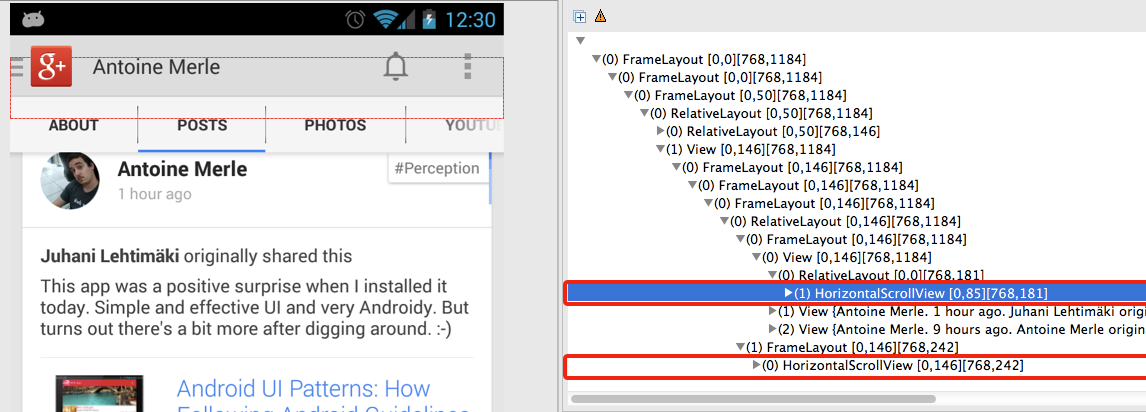 12:30
g+ Antoine Merle
ABOUT POSTS PHOTOS YOUTU
Antoine Merle
#Perception
1 hour ago
Juhani Lehtimäki originally shared this
This app was a positive surprise when I installed it
today. Simple and effective UI and very Androidy. But
turns out there's a bit more after digging around. :-)
Android UI Patterns: How
Following Android Guidelines
(0) FrameLayout [0,0][768,1184]
(0) FrameLayout [0,0][768,1184]
(0) FrameLayout [0,50][768,1184]
(0) RelativeLayout [0,50][768,1184]
(0) RelativeLayout [0,50][768,146]
(1) View [0,146][768,1184]
(0) FrameLayout [0,146][768,1184]
(0) FrameLayout [0,146][768,1184]
(0) FrameLayout [0,146][768,1184]
(0) RelativeLayout [0,146][768,1184]
(0) FrameLayout [0,146][768,1184]
(0) View [0,146][768,1184]
(0) RelativeLayout [0,0][768,181]
(1) HorizontalScrollView [0,85][768,181]
(1) View {Antoine Merle. 1 hour ago. Juhani Lehtimäki origi
(2) View {Antoine Merle. 9 hours ago. Antoine Merle origin
(1) FrameLayout [0,146][768,242]
(0) HorizontalScrollView [0,146][768,242]